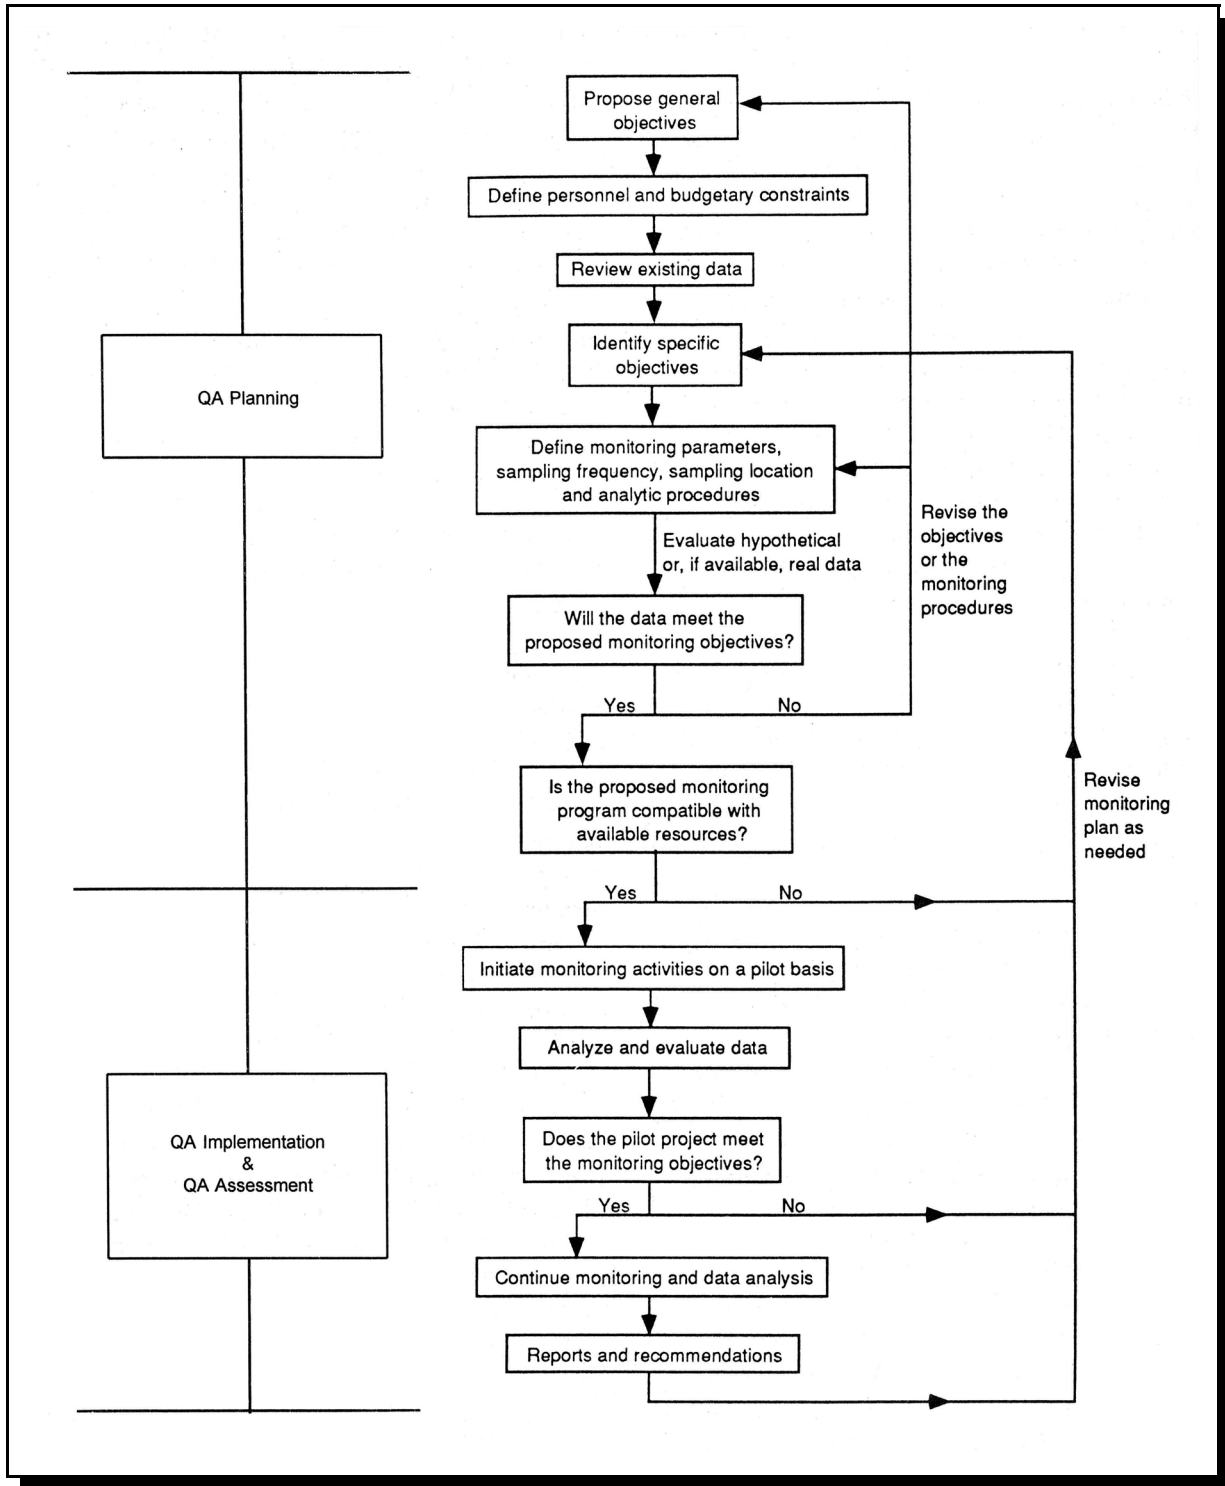 Propose general
objectives
Define personnel and budgetary constraints
Review existing data
Identify specific
objectives
QA Planning
Define monitoring parameters,
sampling frequency, sampling location
and analytic procedures
Revise the
objectives
or the
monitoring
procedures
Evaluate hypothetical
or, if available, real data
Will the data meet the
proposed monitoring objectives?
Yes
No
Is the proposed monitoring
program compatible with
available resources?
Revise
monitoring
plan as
needed
Yes
No
Initiate monitoring activities on a pilot basis
Analyze and evaluate data
QA Implementation
&
QA Assessment
Does the pilot project meet
the monitoring objectives?
Yes
No
Continue monitoring and data analysis
Reports and recommendations